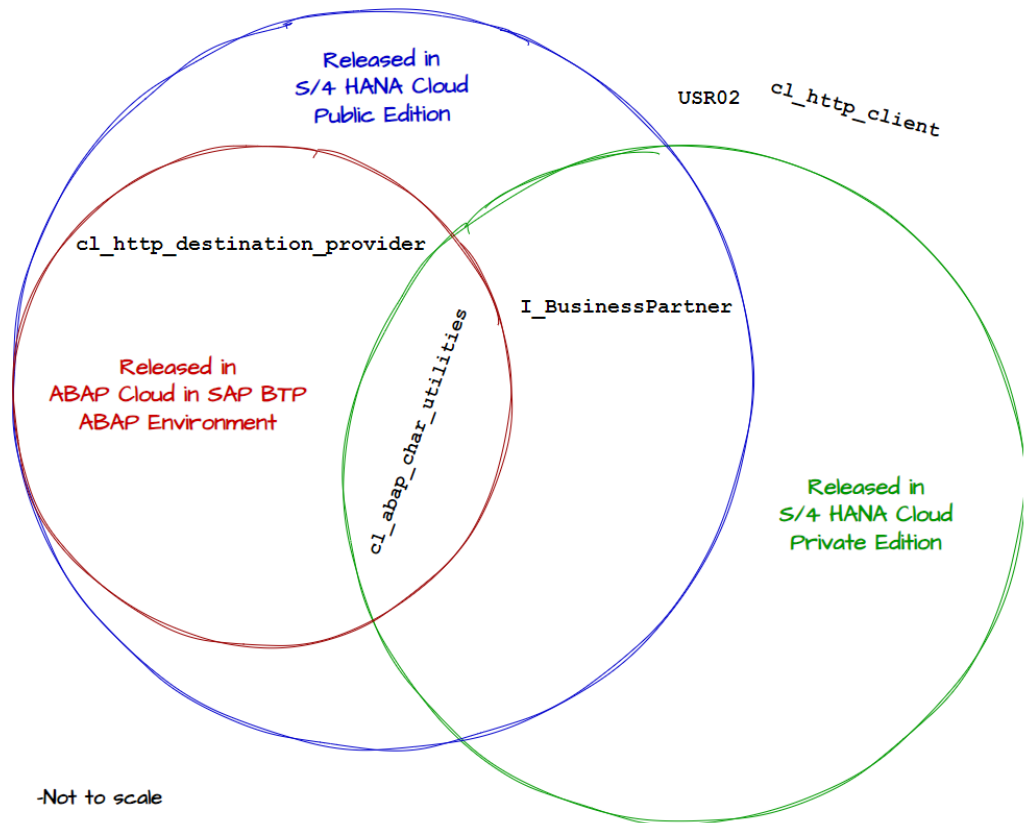 Released in
S/4 HANA Cloud
Public Edition
USR02
cl_http_client
cl_http_destination_provider
I_BusinessPartner
cl_abap_char_utilities
Released in
ABAP Cloud in SAP BTP
ABAP Environment
Released in
S/4 HANA Cloud
Private Edition
-Not to scale